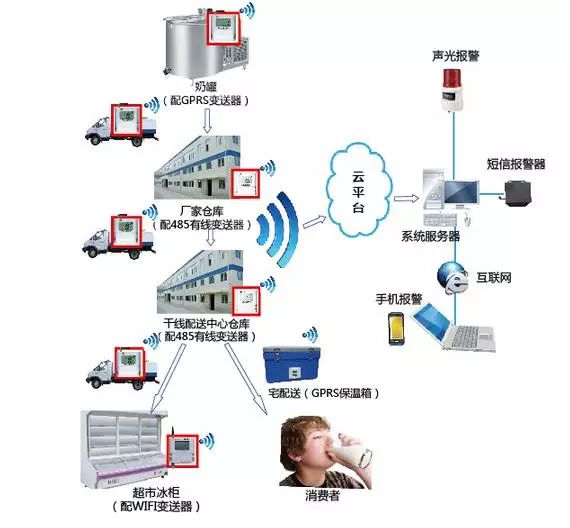 奶罐
（配GPRS变送器）
声光报警
短信报警器
云平台
厂家仓库
（配485有线变送器）
系统服务器
互联网
手机报警
干线配送中心仓库
（配485有线变送器）
宅配送（GPRS保温箱）
超市冰柜
（配WIFI变送器）
消费者